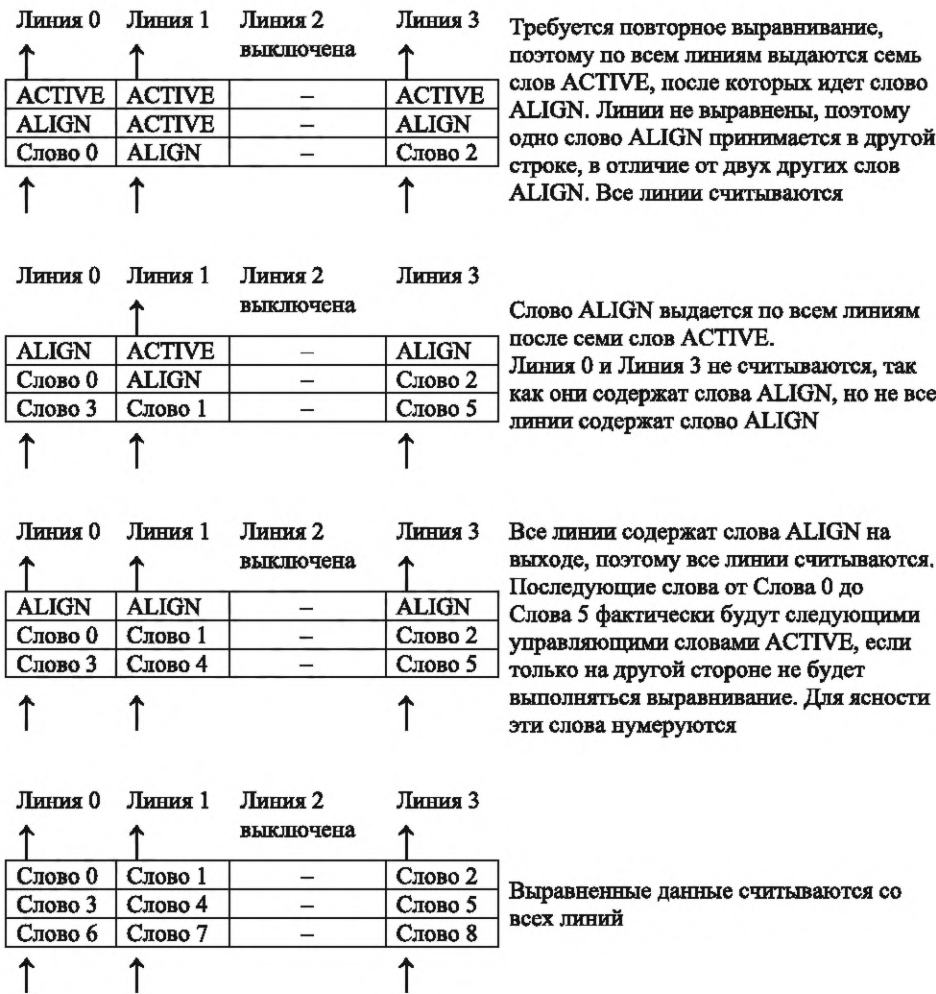 Линия 0 Линия 1 Линия 2 Линия 3
выключена
ACTIVE ACTIVE – ACTIVE
ALIGN ACTIVE – ALIGN
Слово 0 ALIGN – Слово 2
Требуется повторное выравнивание,
поэтому по всем линиям выдаются семь
слов ACTIVE, после которых идет слово
ALIGN. Линии не выравнены, поэтому
одно слово ALIGN принимается в другой
строке, в отличие от двух других слов
ALIGN. Все линии считываются
Линия 0 Линия 1 Линия 2 Линия 3
выключена
ALIGN ACTIVE – ALIGN
Слово 0 ALIGN – Слово 2
Слово 3 Слово 1 – Слово 5
Слово ALIGN выдается по всем линиям
после семи слов ACTIVE.
Линия 0 и Линия 3 не считываются, так
как они содержат слова ALIGN, но не все
линии содержат слово ALIGN
Линия 0 Линия 1 Линия 2 Линия 3
выключена
ALIGN ALIGN – ALIGN
Слово 0 Слово 1 – Слово 2
Слово 3 Слово 4 – Слово 5
Все линии содержат слова ALIGN на
выходе, поэтому все линии считываются.
Последующие слова от Слова 0 до
Слова 5 фактически будут следующими
управляющими словами ACTIVE, если
только на другой стороне не будет
выполняться выравнивание. Для ясности
эти слова нумеруются
Линия 0 Линия 1 Линия 2 Линия 3
выключена
Слово 0 Слово 1 – Слово 2
Слово 3 Слово 4 – Слово 5
Слово 6 Слово 7 – Слово 8
Выравненные данные считываются со
всех линий